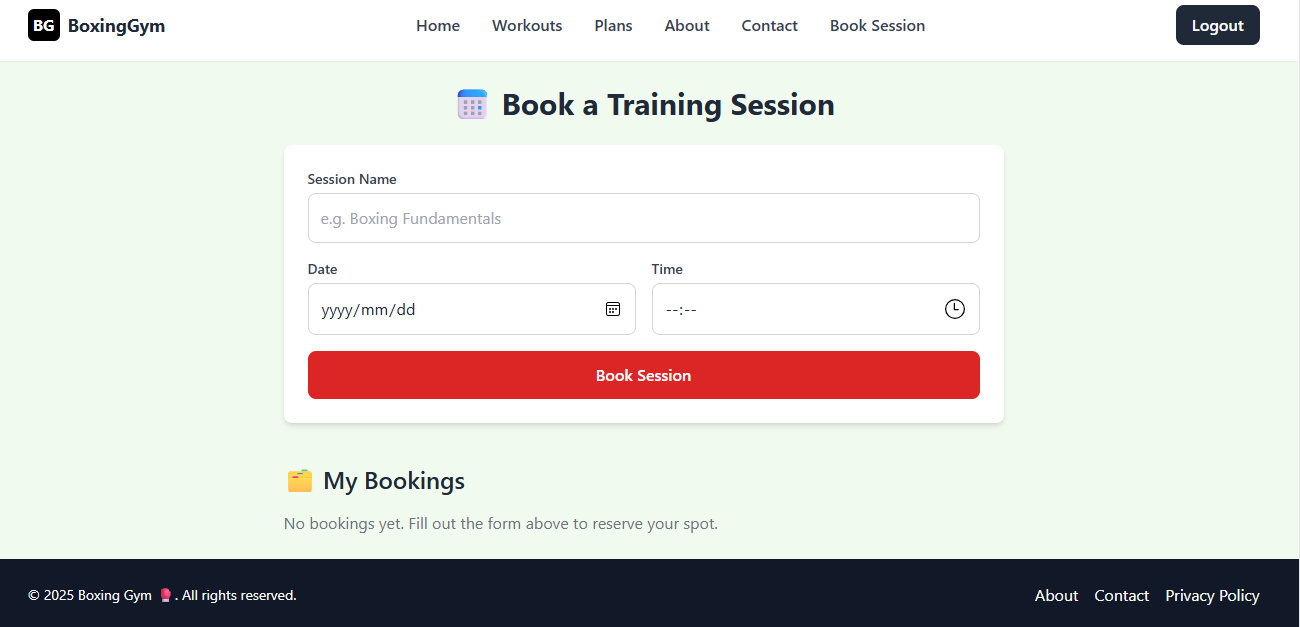 BG BoxingGym Home Workouts Plans About Contact Book Session Logout
Book a Training Session
Session Name
e.g. Boxing Fundamentals
Date Time
yyyy/mm/dd --:--
Book Session
My Bookings
No bookings yet. Fill out the form above to reserve your spot.
© 2025 Boxing Gym 🥊. All rights reserved. About Contact Privacy Policy